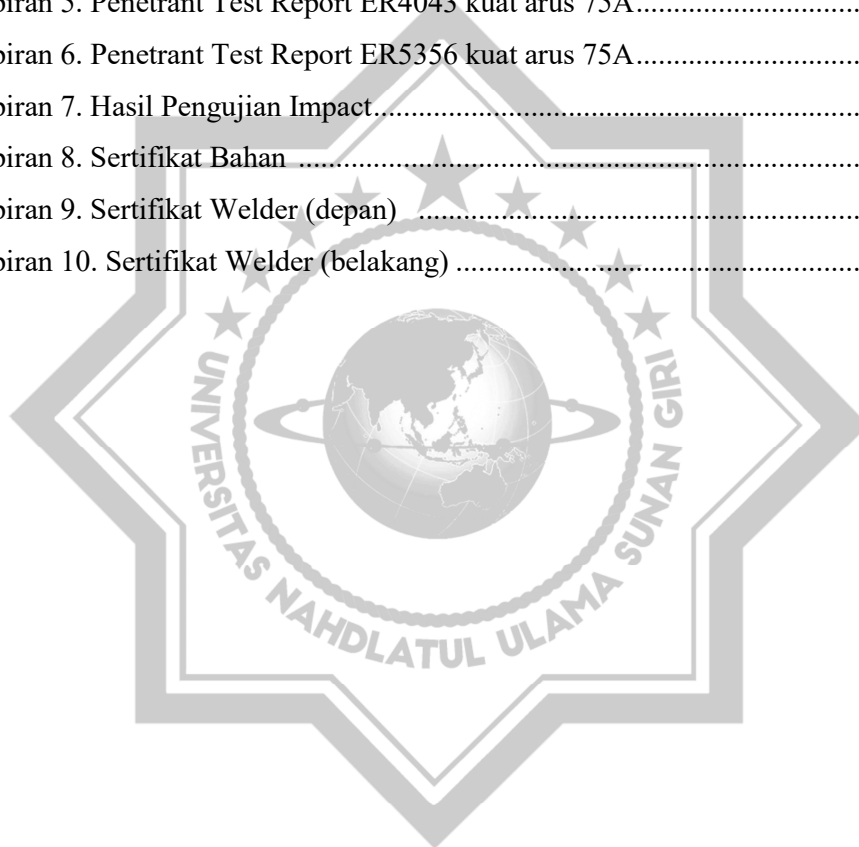 piran 5. Penetrant Test Report ER4043 kuat arus 75A...............................
piran 6. Penetrant Test Report ER5356 kuat arus 75A...............................
piran 7. Hasil Pengujian Impact.................................................................
piran 8. Sertifikat Bahan ...........................................................................
piran 9. Sertifikat Welder (depan) ...........................................................
piran 10. Sertifikat Welder (belakang) ......................................................
UNIVERSITAS NAHDLATUL ULAMA SUNAN GIRI